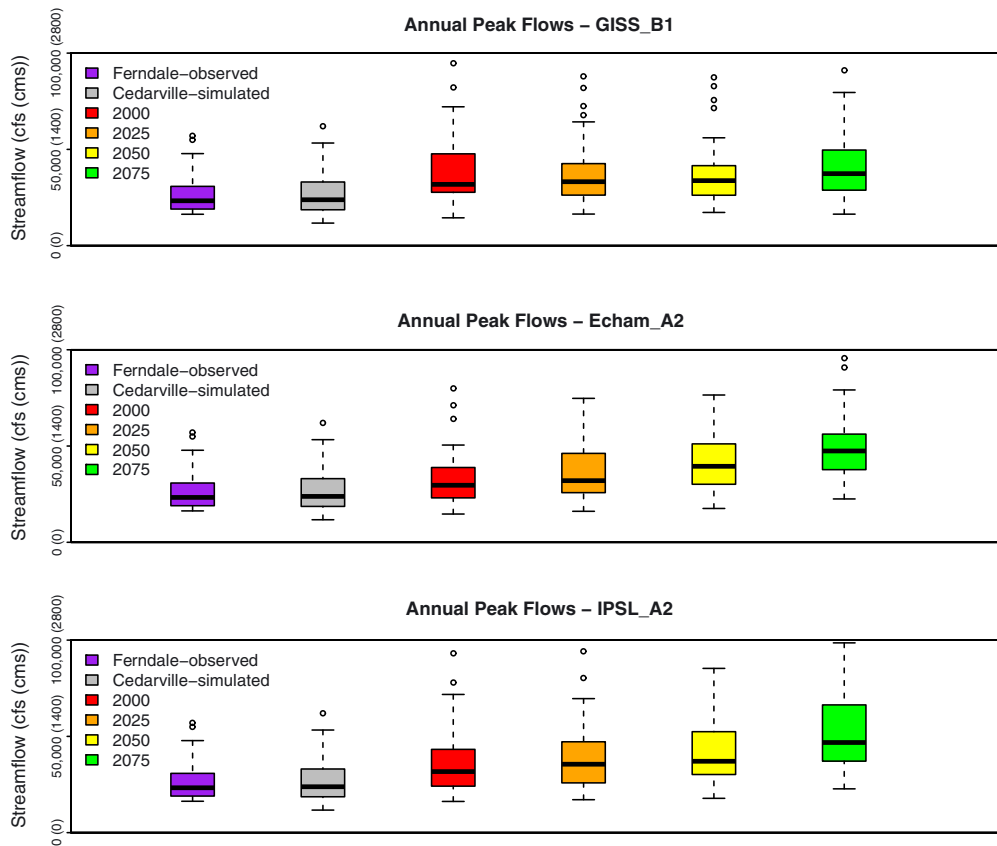 Annual Peak Flows − GISS_B1
Streamflow (cfs (cms))
100,000 (2800)
50,000 (1400)
0 (0)
Ferndale−observed
Cedarville−simulated
2000
2025
2050
2075
Annual Peak Flows − Echam_A2
Streamflow (cfs (cms))
100,000 (2800)
50,000 (1400)
0 (0)
Ferndale−observed
Cedarville−simulated
2000
2025
2050
2075
Annual Peak Flows − IPSL_A2
Streamflow (cfs (cms))
100,000 (2800)
50,000 (1400)
0 (0)
Ferndale−observed
Cedarville−simulated
2000
2025
2050
2075